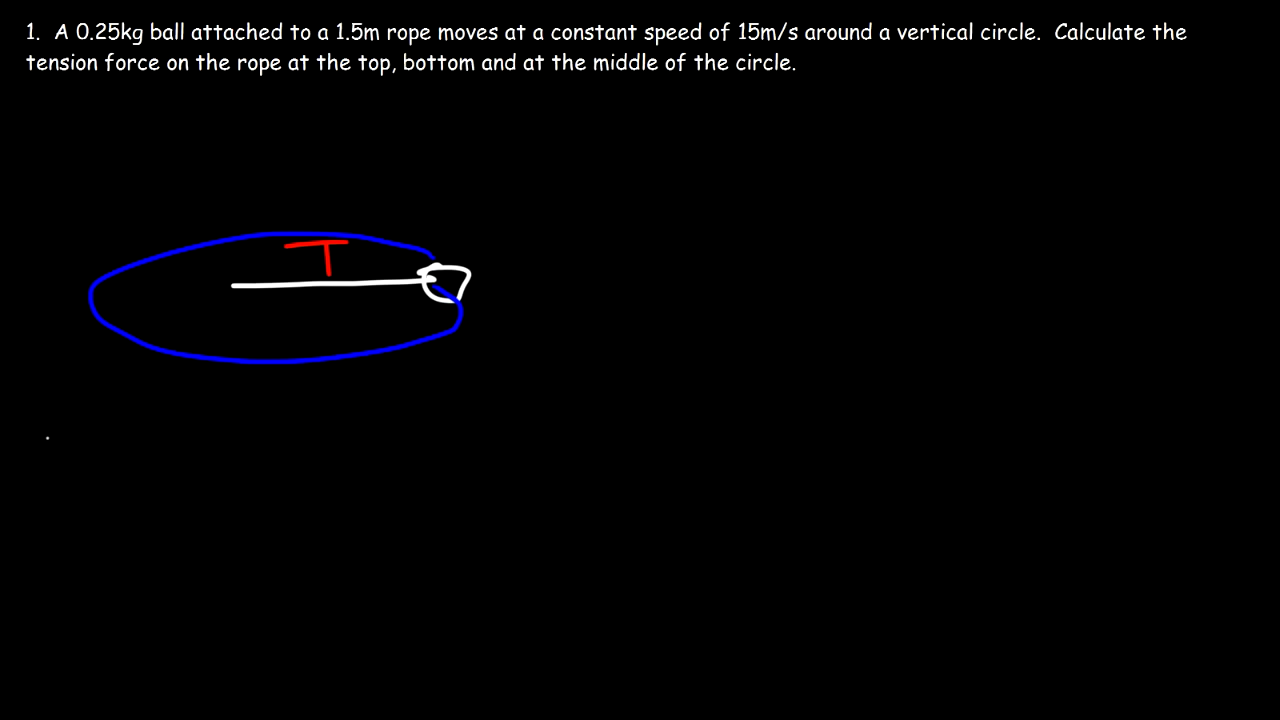 1.  A 0.25kg ball attached to a 1.5m rope moves at a constant speed of 15m/s around a vertical circle.  Calculate the
tension force on the rope at the top, bottom and at the middle of the circle.
T